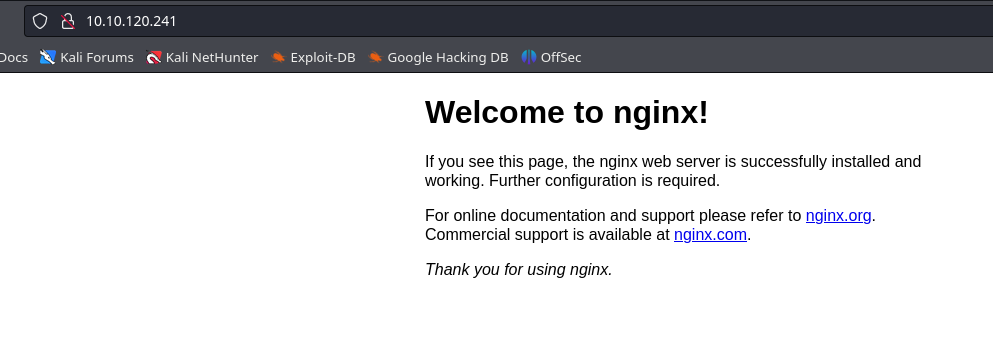 10.10.120.241
Docs Kali Forums Kali NetHunter Exploit-DB Google Hacking DB OffSec
Welcome to nginx!
If you see this page, the nginx web server is successfully installed and
working. Further configuration is required.
For online documentation and support please refer to nginx.org.
Commercial support is available at nginx.com.
Thank you for using nginx.